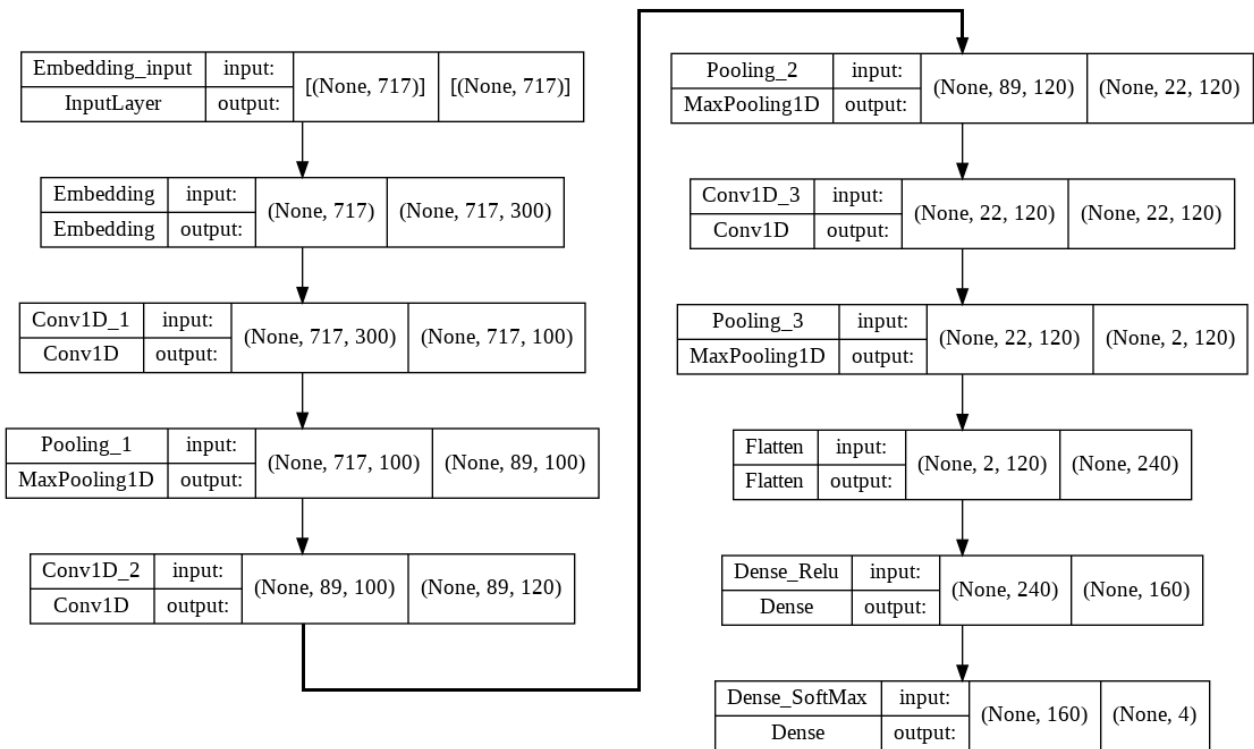 Embedding_input input: [(None, 717)] [(None, 717)]
InputLayer output:
Embedding input: (None, 717) (None, 717, 300)
Embedding output:
Conv1D_1 input: (None, 717, 300) (None, 717, 100)
Conv1D output:
Pooling_1 input: (None, 717, 100) (None, 89, 100)
MaxPooling1D output:
Conv1D_2 input: (None, 89, 100) (None, 89, 120)
Conv1D output:
Pooling_2 input: (None, 89, 120) (None, 22, 120)
MaxPooling1D output:
Conv1D_3 input: (None, 22, 120) (None, 22, 120)
Conv1D output:
Pooling_3 input: (None, 22, 120) (None, 2, 120)
MaxPooling1D output:
Flatten input: (None, 2, 120) (None, 240)
Flatten output:
Dense_Relu input: (None, 240) (None, 160)
Dense output:
Dense_SoftMax input: (None, 160) (None, 4)
Dense output: